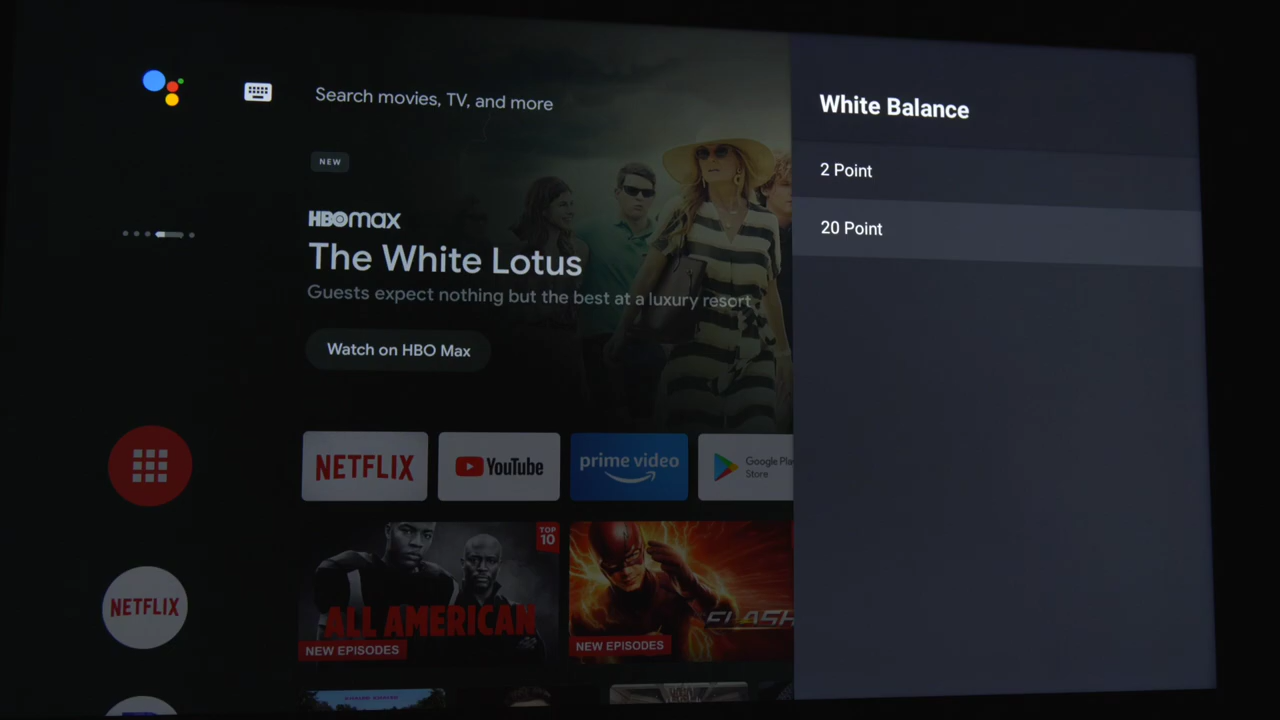 Search movies, TV, and more
NEW
HBOmax
The White Lotus
Guests expect nothing but the best at a luxury resort
Watch on HBO Max
White Balance
2 Point
20 Point
NETFLIX
YouTube
prime video
Google Play
Store
TOP
10
ALL AMERICAN
NEW EPISODES
FLASH
NEW EPISODES
NETFLIX